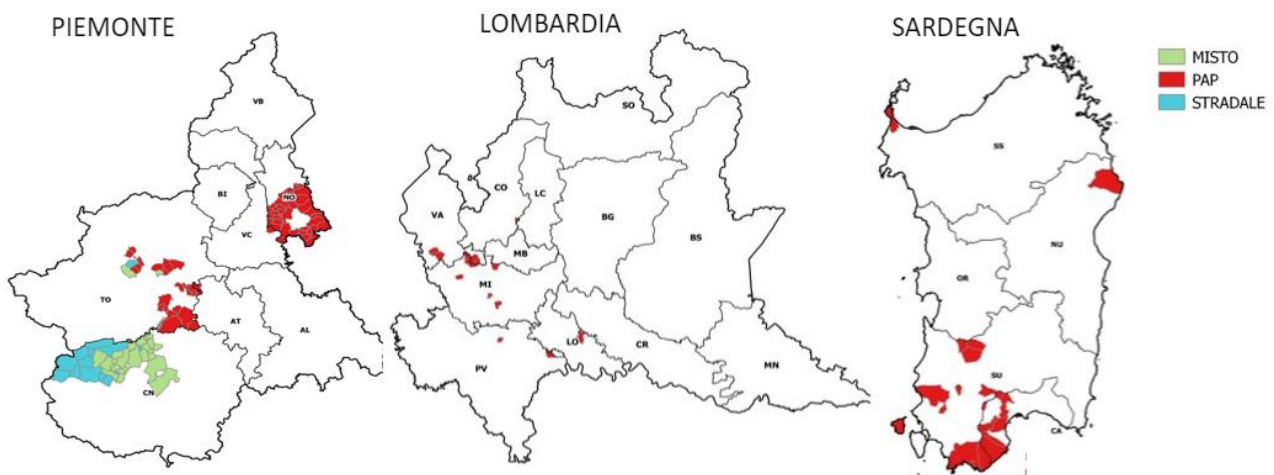 PIEMONTE
LOMBARDIA
SARDEGNA
MISTO
PAP
STRADALE
VB
BI
NO
VC
TO
AT
AL
CN
SO
CO
LC
VA
BG
BS
MB
MI
LO
CR
PV
MN
SS
NU
OR
SU
CA